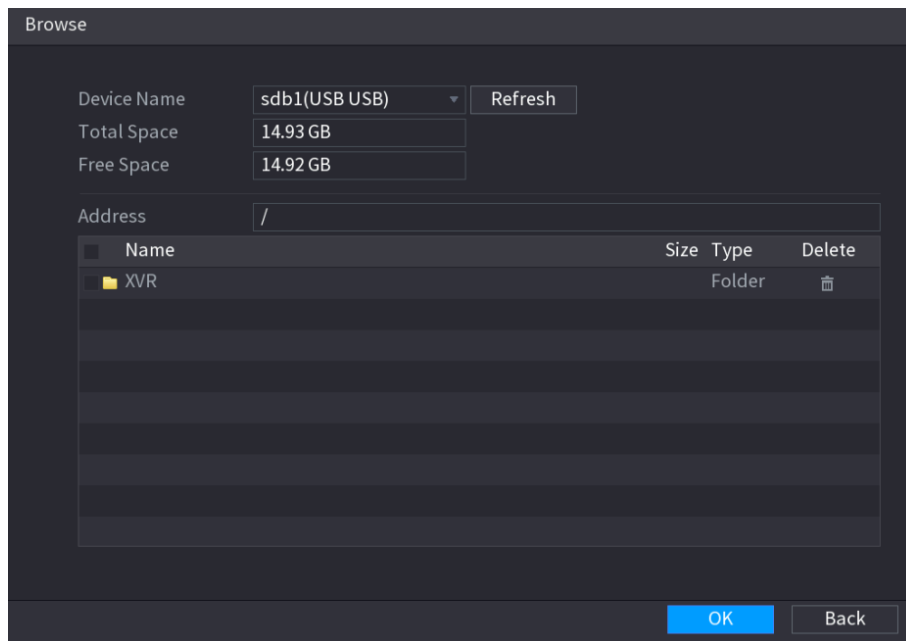 Browse
Device Name sdb1(USB USB) Refresh
Total Space 14.93 GB
Free Space 14.92 GB
Address /
Name Size Type Delete
XVR Folder
OK Back